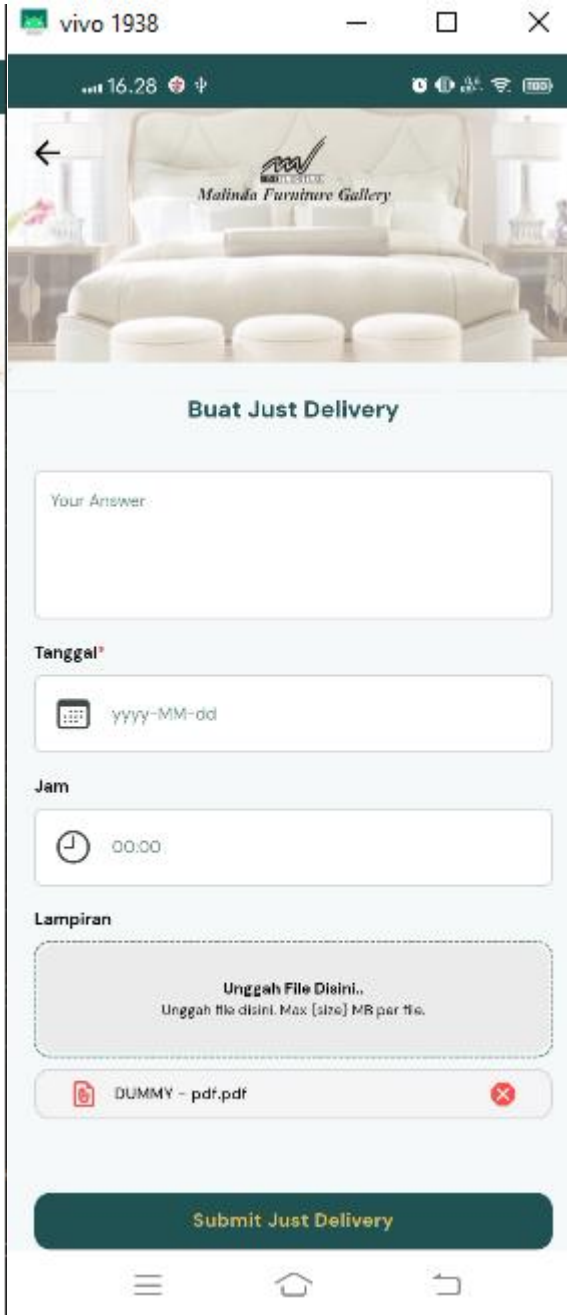 vivo 1938
16.28
100
Malinda Furniture Gallery
Buat Just Delivery
Your Answer
Tanggal*
yyyy-MM-dd
Jam
00:00
Lampiran
Unggah File Disini..
Unggah file disini. Max [size] MB per file.
DUMMY - pdf.pdf
Submit Just Delivery